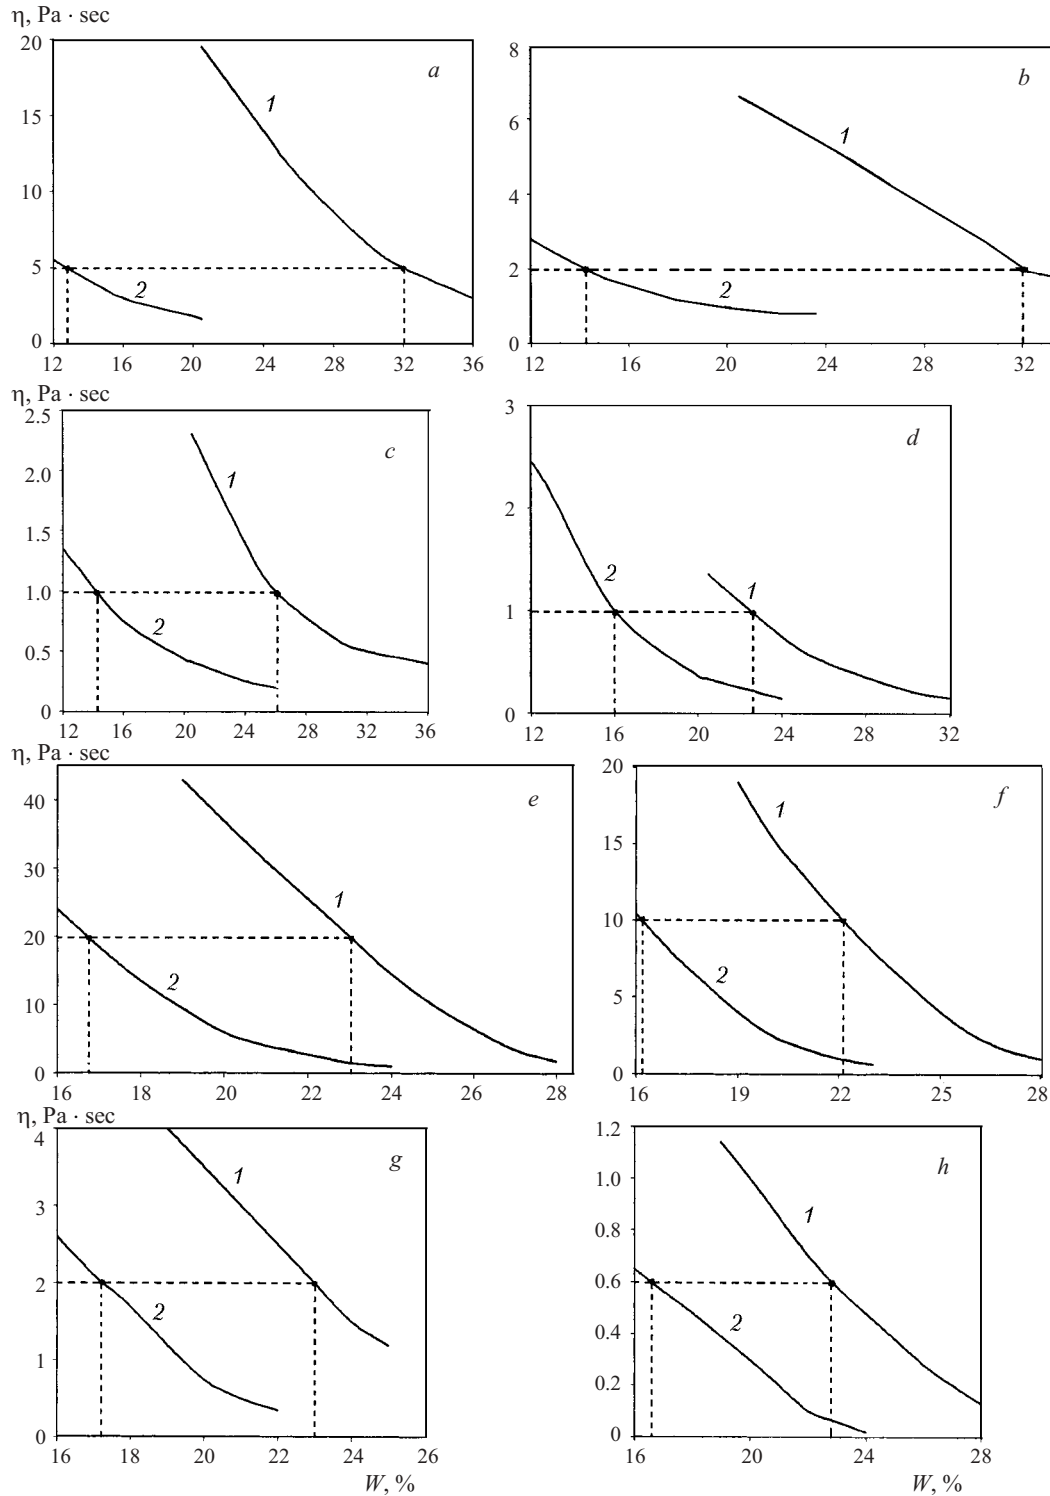 η, Pa · sec
20
15
10
5
0
12 16 20 24 28 32 36
a
1
2
8
6
4
2
0
12 16 20 24 28 32
b
1
2
η, Pa · sec
2.5
2.0
1.5
1.0
0.5
0
12 16 20 24 28 32 36
c
1
2
3
2
1
0
12 16 20 24 28 32
d
2
1
η, Pa · sec
40
30
20
10
0
16 18 20 22 24 26 28
e
1
2
20
15
10
5
0
16 19 22 25 28
f
1
2
η, Pa · sec
4
3
2
1
0
16 18 20 22 24 26
g
1
2
W, %
1.2
1.0
0.8
0.6
0.4
0.2
0
16 20 24 28
h
1
2
W, %